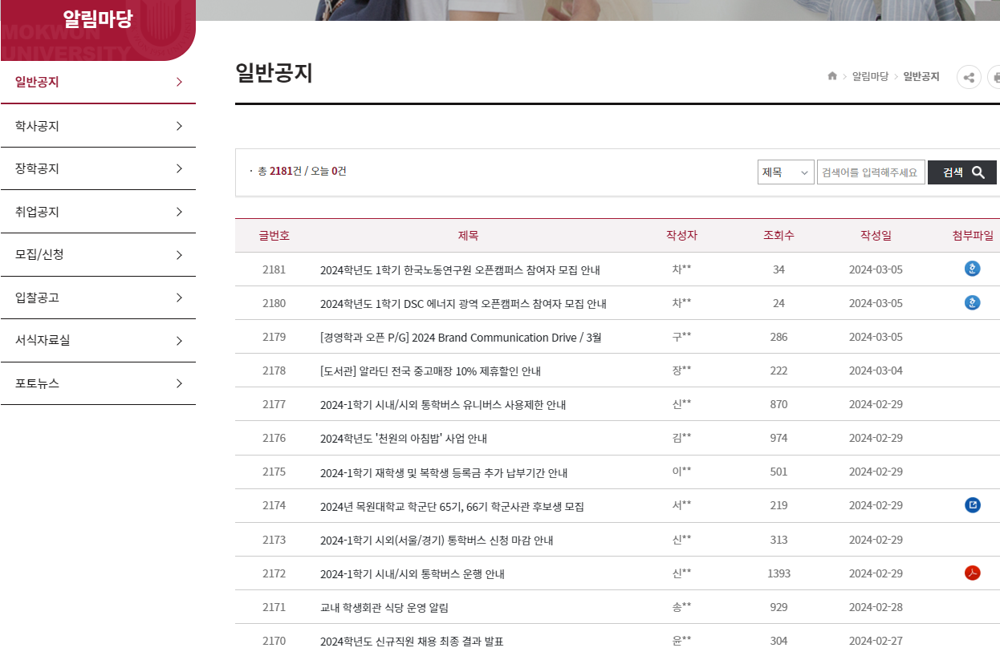 알림마당
MOKWON
UNIVERSITY
일반공지
학사공지
장학공지
취업공지
모집/신청
입찰공고
서식자료실
포토뉴스
일반공지
알림마당 > 일반공지
· 총 2181건 / 오늘 0건
제목 검색어를 입력해주세요 검색
글번호 제목 작성자 조회수 작성일 첨부파일
2181 2024학년도 1학기 한국노동연구원 오픈캠퍼스 참여자 모집 안내 차** 34 2024-03-05
2180 2024학년도 1학기 DSC 에너지 광역 오픈캠퍼스 참여자 모집 안내 차** 24 2024-03-05
2179 [경영학과 오픈 P/G] 2024 Brand Communication Drive / 3월 구** 286 2024-03-05
2178 [도서관] 알라딘 전국 중고매장 10% 제휴할인 안내 장** 222 2024-03-04
2177 2024-1학기 시내/시외 통학버스 유니버스 사용제한 안내 신** 870 2024-02-29
2176 2024학년도 '천원의 아침밥' 사업 안내 김** 974 2024-02-29
2175 2024-1학기 재학생 및 복학생 등록금 추가 납부기간 안내 이** 501 2024-02-29
2174 2024년 목원대학교 학군단 65기, 66기 학군사관 후보생 모집 서** 219 2024-02-29
2173 2024-1학기 시외(서울/경기) 통학버스 신청 마감 안내 신** 313 2024-02-29
2172 2024-1학기 시내/시외 통학버스 운행 안내 신** 1393 2024-02-29
2171 교내 학생회관 식당 운영 알림 송** 929 2024-02-28
2170 2024학년도 신규직원 채용 최종 결과 발표 윤** 304 2024-02-27